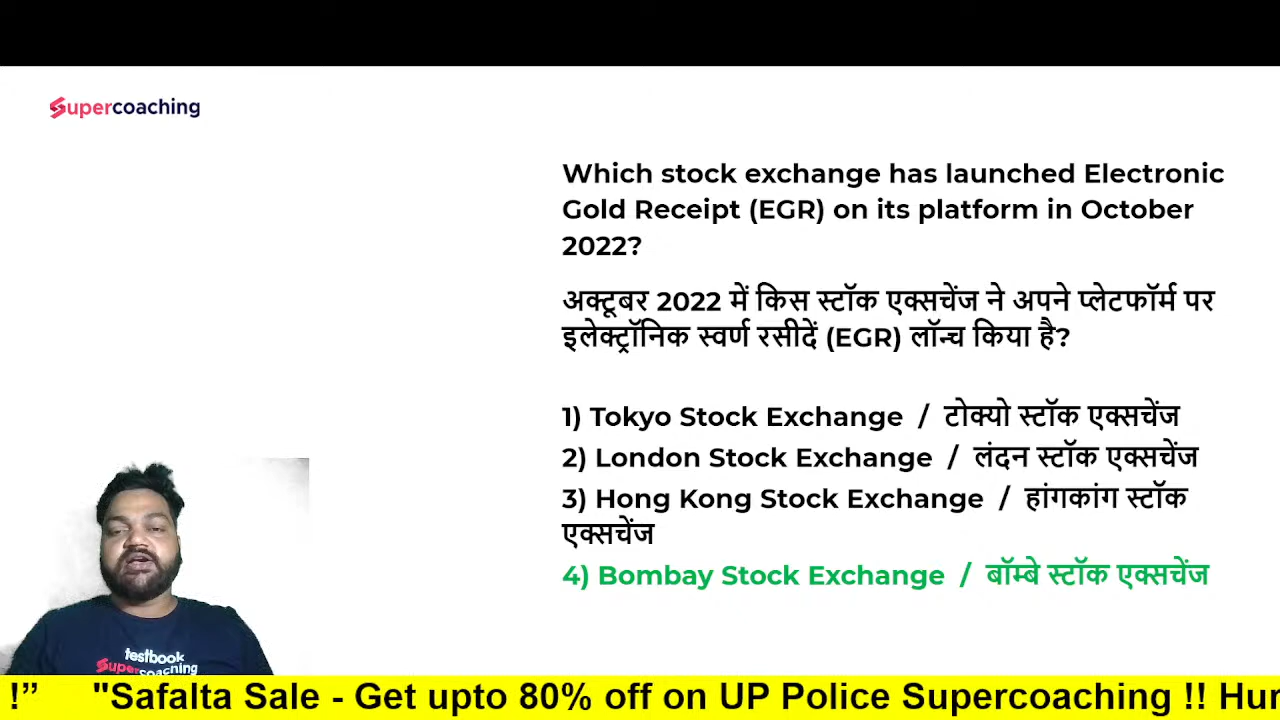 Supercoaching
Which stock exchange has launched Electronic
Gold Receipt (EGR) on its platform in October
2022?
अक्टूबर 2022 में किस स्टॉक एक्सचेंज ने अपने प्लेटफॉर्म पर
इलेक्ट्रॉनिक स्वर्ण रसीदें (EGR) लॉन्च किया है?
1) Tokyo Stock Exchange / टोक्यो स्टॉक एक्सचेंज
2) London Stock Exchange / लंदन स्टॉक एक्सचेंज
3) Hong Kong Stock Exchange / हांगकांग स्टॉक
एक्सचेंज
4) Bombay Stock Exchange / बॉम्बे स्टॉक एक्सचेंज
testbook
Supercoaching
!” "Safalta Sale - Get upto 80% off on UP Police Supercoaching !! Hur